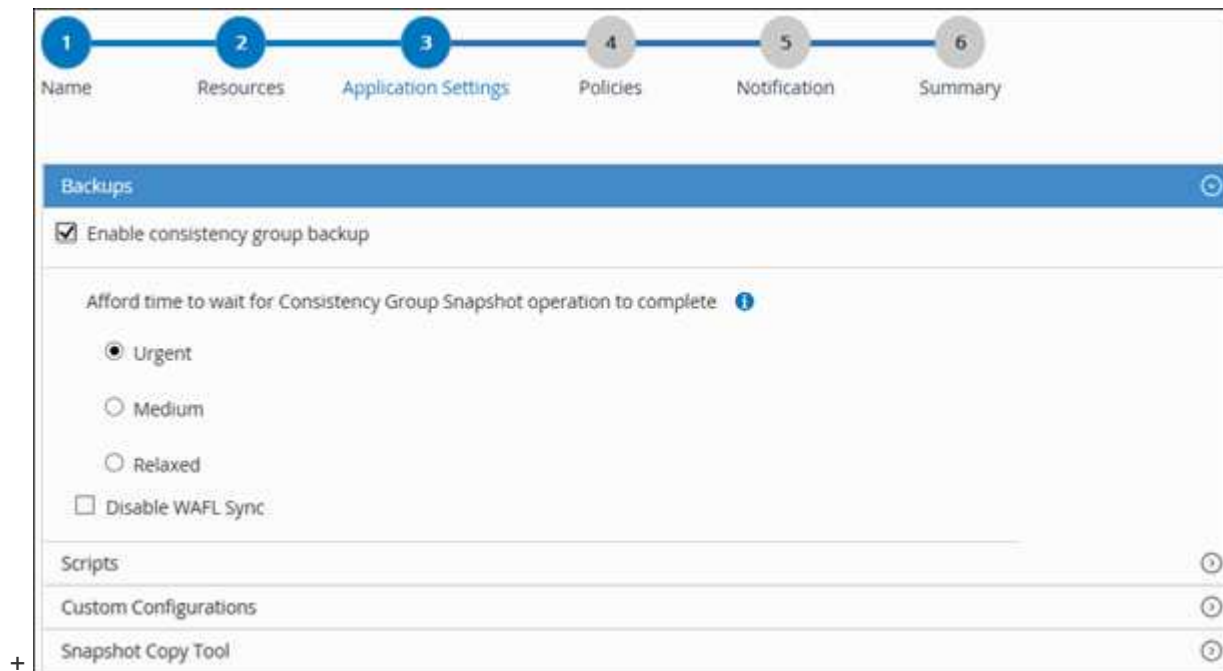 1 2 3 4 5 6
Name Resources Application Settings Policies Notification Summary
Backups
Enable consistency group backup
Afford time to wait for Consistency Group Snapshot operation to complete
Urgent
Medium
Relaxed
Disable WAFL Sync
Scripts
Custom Configurations
Snapshot Copy Tool
+